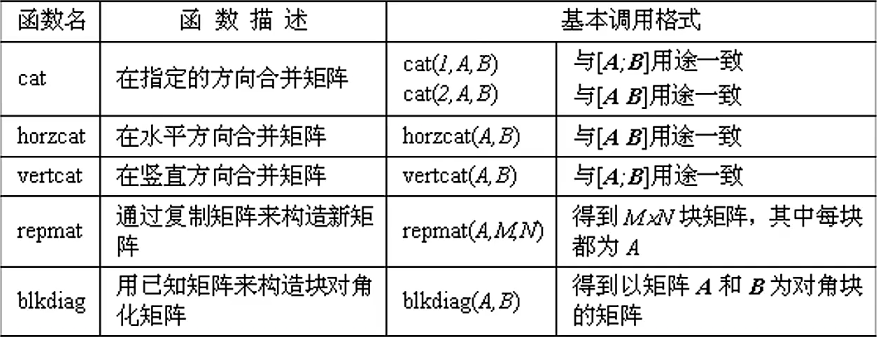 函数名 函数描述 基本调用格式
cat 在指定的方向合并矩阵 cat(1,A,B) 与[A;B]用途一致
cat(2,A,B) 与[A B]用途一致
horzcat 在水平方向合并矩阵 horzcat(A,B) 与[A B]用途一致
vertcat 在竖直方向合并矩阵 vertcat(A,B) 与[A;B]用途一致
repmat 通过复制矩阵来构造新矩 repmat(A,M,N) 得到M×N块矩阵，其中每块
阵 都为A
blkdiag 用已知矩阵来构造块对角 blkdiag(A,B) 得到以矩阵A和B为对角块
化矩阵 的矩阵